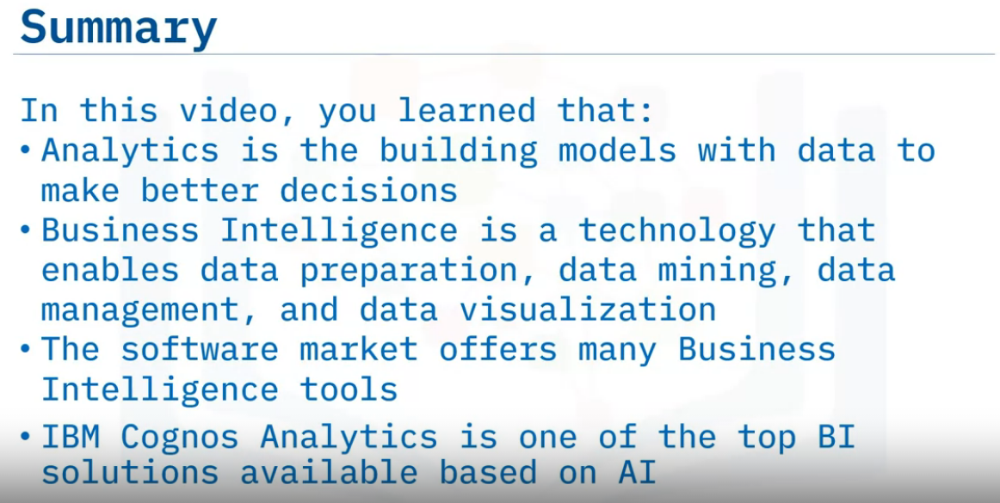 Summary
In this video, you learned that:
• Analytics is the building models with data to
make better decisions
• Business Intelligence is a technology that
enables data preparation, data mining, data
management, and data visualization
• The software market offers many Business
Intelligence tools
• IBM Cognos Analytics is one of the top BI
solutions available based on AI